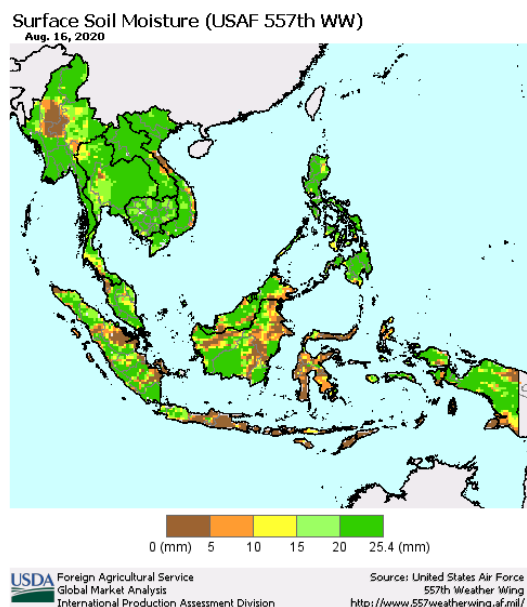 Surface Soil Moisture (USAF 557th WW)
Aug. 16, 2020
0 (mm) 5 10 15 20 25.4 (mm)
USDA Foreign Agricultural Service
Global Market Analysis
International Production Assessment Division
Source: United States Air Force
557th Weather Wing
http://www.557weatherwing.af.mil/